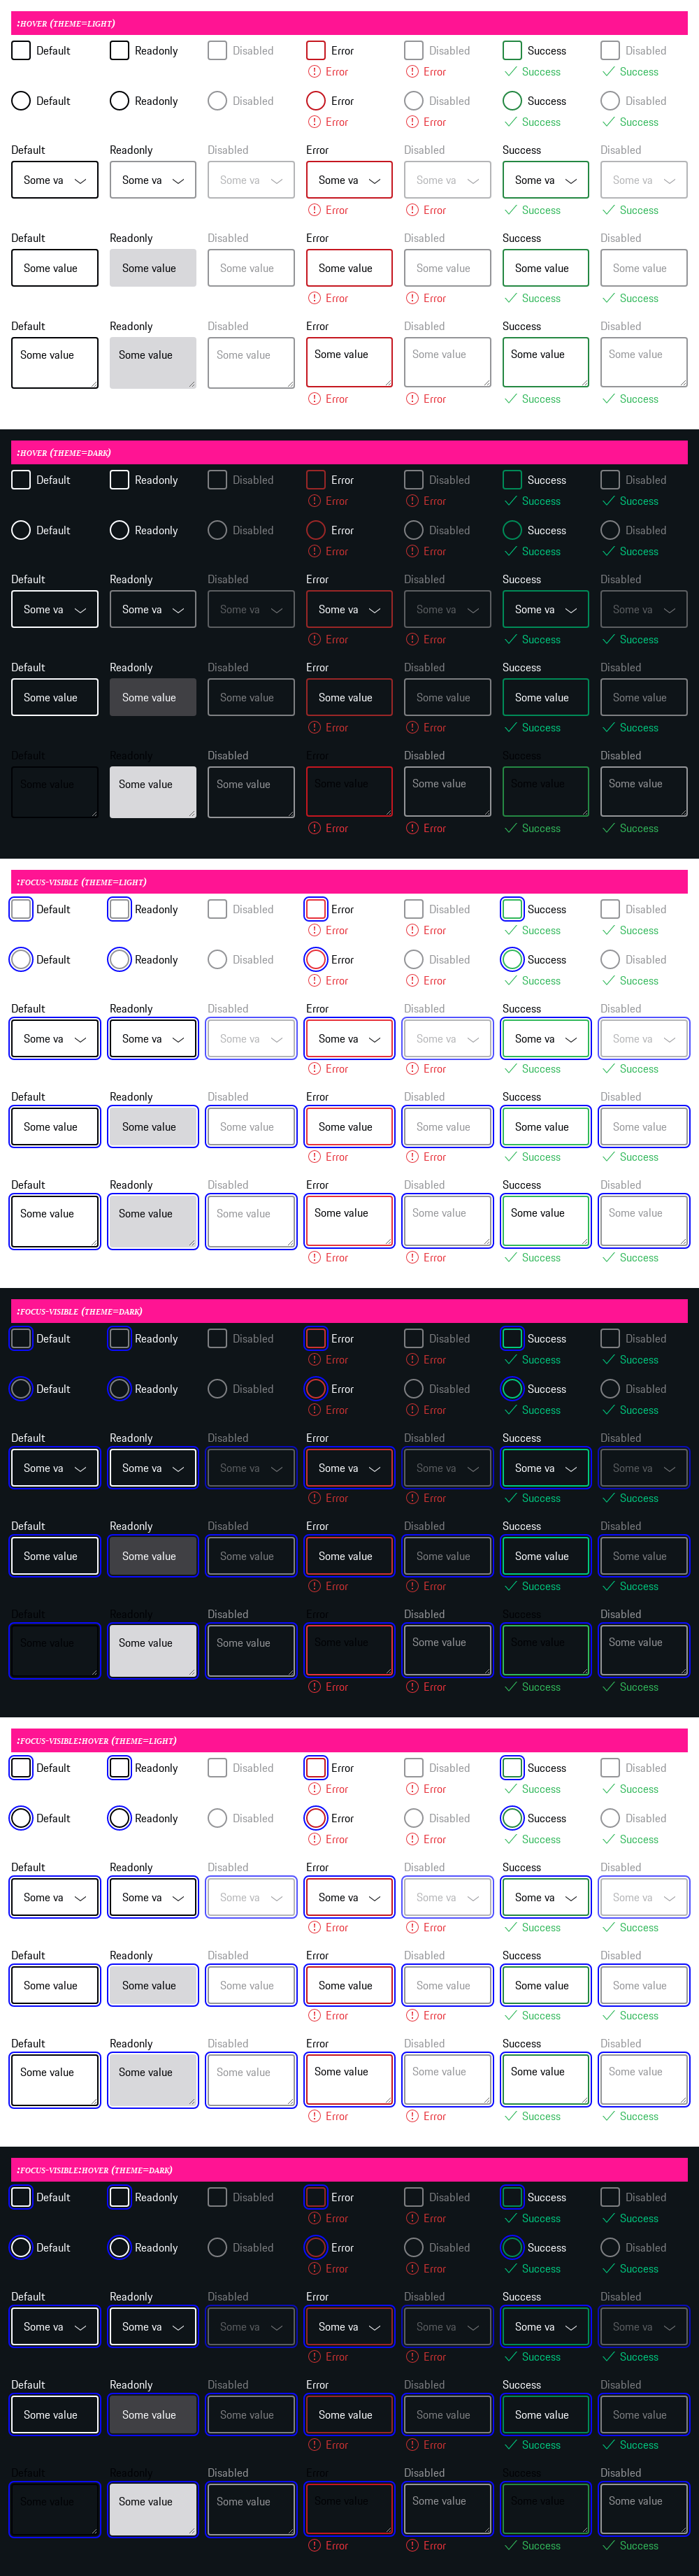 :HOVER (THEME=LIGHT)
Default Readonly Disabled Error Disabled Success Disabled
Error Error Success Success
Default Readonly Disabled Error Disabled Success Disabled
Error Error Success Success
Default Readonly Disabled Error Disabled Success Disabled
Some va Some va Some va Some va Some va Some va Some va
Error Error Success Success
Default Readonly Disabled Error Disabled Success Disabled
Some value Some value Some value Some value Some value Some value Some value
Error Error Success Success
Default Readonly Disabled Error Disabled Success Disabled
Some value Some value Some value Some value Some value Some value Some value
Error Error Success Success
:HOVER (THEME=DARK)
Default Readonly Disabled Error Disabled Success Disabled
Error Error Success Success
Default Readonly Disabled Error Disabled Success Disabled
Error Error Success Success
Default Readonly Disabled Error Disabled Success Disabled
Some va Some va Some va Some va Some va Some va Some va
Error Error Success Success
Default Readonly Disabled Error Disabled Success Disabled
Some value Some value Some value Some value Some value Some value Some value
Error Error Success Success
Default Readonly Disabled Error Disabled Success Disabled
Some value Some value Some value Some value Some value Some value Some value
Error Error Success Success
:FOCUS-VISIBLE (THEME=LIGHT)
Default Readonly Disabled Error Disabled Success Disabled
Error Error Success Success
Default Readonly Disabled Error Disabled Success Disabled
Error Error Success Success
Default Readonly Disabled Error Disabled Success Disabled
Some va Some va Some va Some va Some va Some va Some va
Error Error Success Success
Default Readonly Disabled Error Disabled Success Disabled
Some value Some value Some value Some value Some value Some value Some value
Error Error Success Success
Default Readonly Disabled Error Disabled Success Disabled
Some value Some value Some value Some value Some value Some value Some value
Error Error Success Success
:FOCUS-VISIBLE (THEME=DARK)
Default Readonly Disabled Error Disabled Success Disabled
Error Error Success Success
Default Readonly Disabled Error Disabled Success Disabled
Error Error Success Success
Default Readonly Disabled Error Disabled Success Disabled
Some va Some va Some va Some va Some va Some va Some va
Error Error Success Success
Default Readonly Disabled Error Disabled Success Disabled
Some value Some value Some value Some value Some value Some value Some value
Error Error Success Success
Default Readonly Disabled Error Disabled Success Disabled
Some value Some value Some value Some value Some value Some value Some value
Error Error Success Success
:FOCUS-VISIBLE:HOVER (THEME=LIGHT)
Default Readonly Disabled Error Disabled Success Disabled
Error Error Success Success
Default Readonly Disabled Error Disabled Success Disabled
Error Error Success Success
Default Readonly Disabled Error Disabled Success Disabled
Some va Some va Some va Some va Some va Some va Some va
Error Error Success Success
Default Readonly Disabled Error Disabled Success Disabled
Some value Some value Some value Some value Some value Some value Some value
Error Error Success Success
Default Readonly Disabled Error Disabled Success Disabled
Some value Some value Some value Some value Some value Some value Some value
Error Error Success Success
:FOCUS-VISIBLE:HOVER (THEME=DARK)
Default Readonly Disabled Error Disabled Success Disabled
Error Error Success Success
Default Readonly Disabled Error Disabled Success Disabled
Error Error Success Success
Default Readonly Disabled Error Disabled Success Disabled
Some va Some va Some va Some va Some va Some va Some va
Error Error Success Success
Default Readonly Disabled Error Disabled Success Disabled
Some value Some value Some value Some value Some value Some value Some value
Error Error Success Success
Default Readonly Disabled Error Disabled Success Disabled
Some value Some value Some value Some value Some value Some value Some value
Error Error Success Success